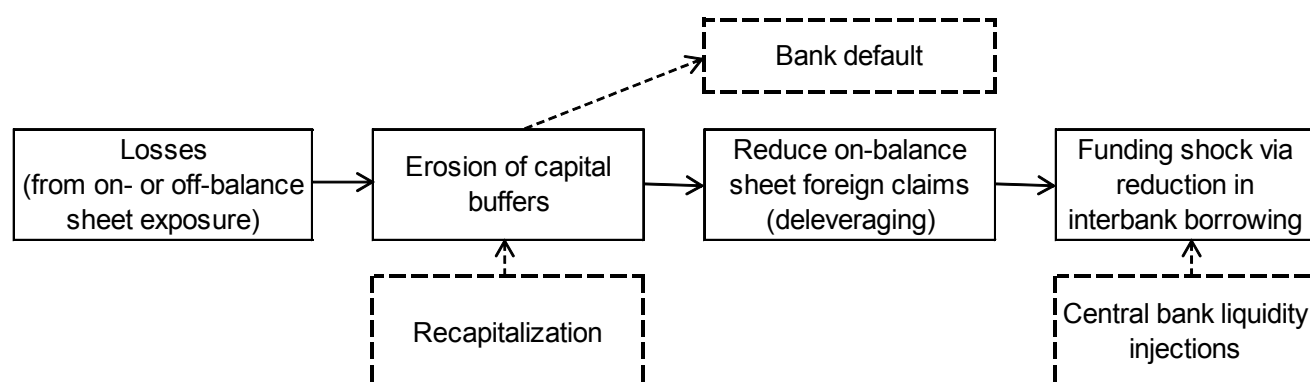 Bank default
Losses
(from on- or off-balance
sheet exposure)
Erosion of capital
buffers
Reduce on-balance
sheet foreign claims
(deleveraging)
Funding shock via
reduction in
interbank borrowing
Recapitalization
Central bank liquidity
injections